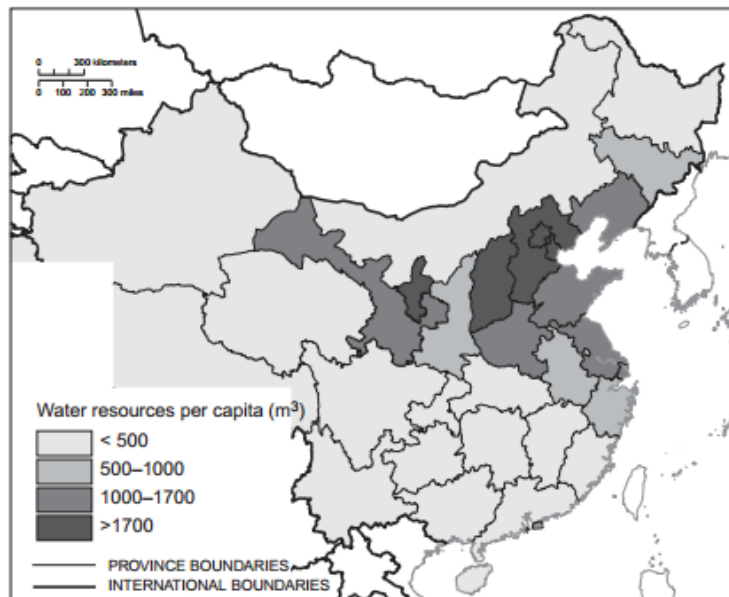 0 300 kilometers
0 100 200 300 miles
Water resources per capita (m³)
< 500
500–1000
1000–1700
>1700
PROVINCE BOUNDARIES
INTERNATIONAL BOUNDARIES